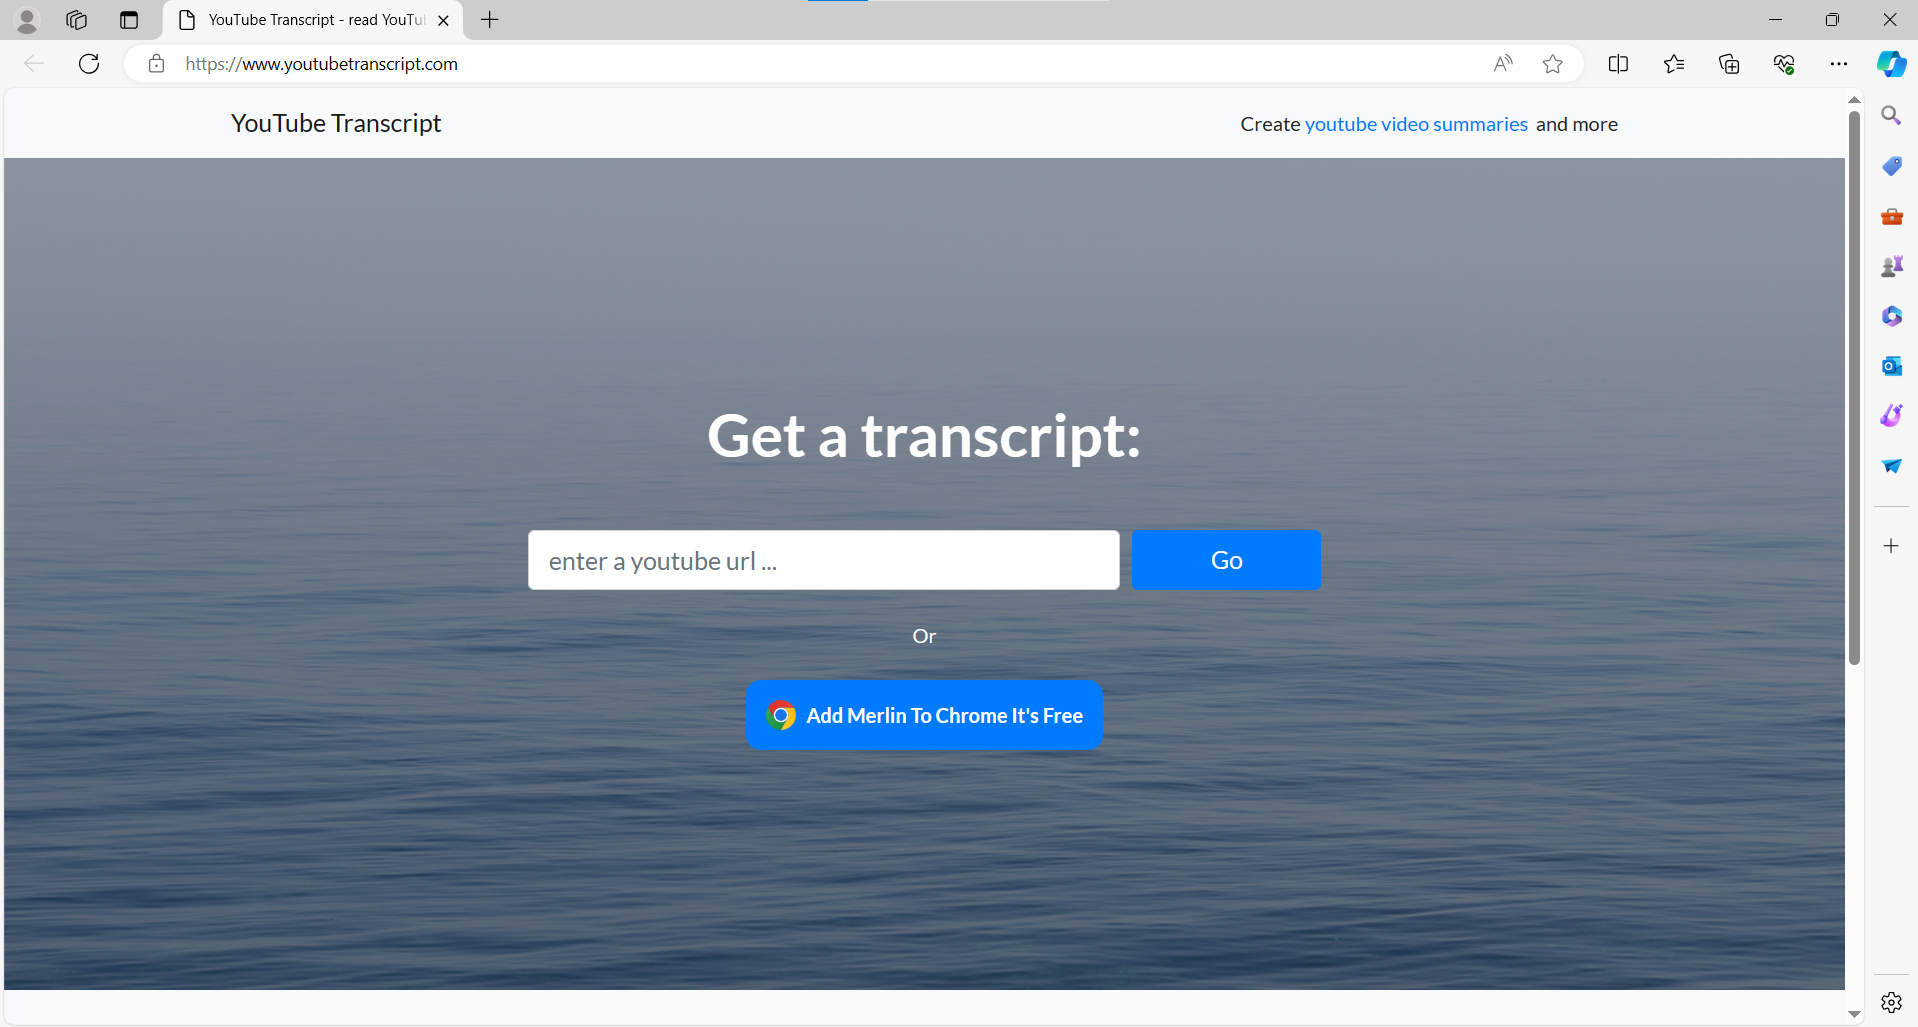 YouTube Transcript - read YouTu
https://www.youtubetranscript.com
YouTube Transcript
Create youtube video summaries and more
Get a transcript:
enter a youtube url ...
Go
Or
Add Merlin To Chrome It's Free